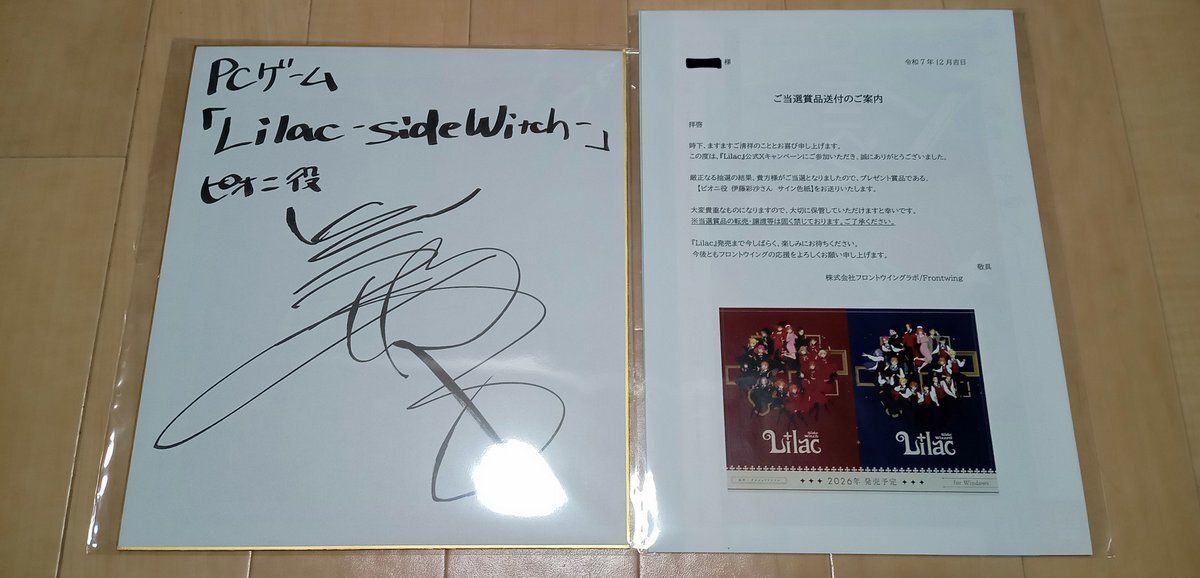 PCゲーム
「Lilac-sideWitch-」
ピオニ役
様
令和7年12月吉日
ご当選賞品送付のご案内
拝啓
時下、ますますご清祥のこととお喜び申し上げます。
この度は、『Lilac』公式Xキャンペーンにご参加いただき、誠にありがとうございました。
厳正なる抽選の結果、貴方様がご当選となりましたので、プレゼント賞品である、
【ピオニ役 伊藤彩沙さん サイン色紙】をお送りいたします。
大変貴重なものになりますので、大切に保管していただけますと幸いです。
※当選賞品の転売・譲渡等は固く禁じております。ご了承ください。
『Lilac』発売まで今しばらく、楽しみにお待ちください。
今後ともフロントウイングの応援をよろしくお願い申し上げます。
敬具
株式会社フロントウイングラボ/Frontwing
Lilac
Lilac
2026年 発売予定
for Windows